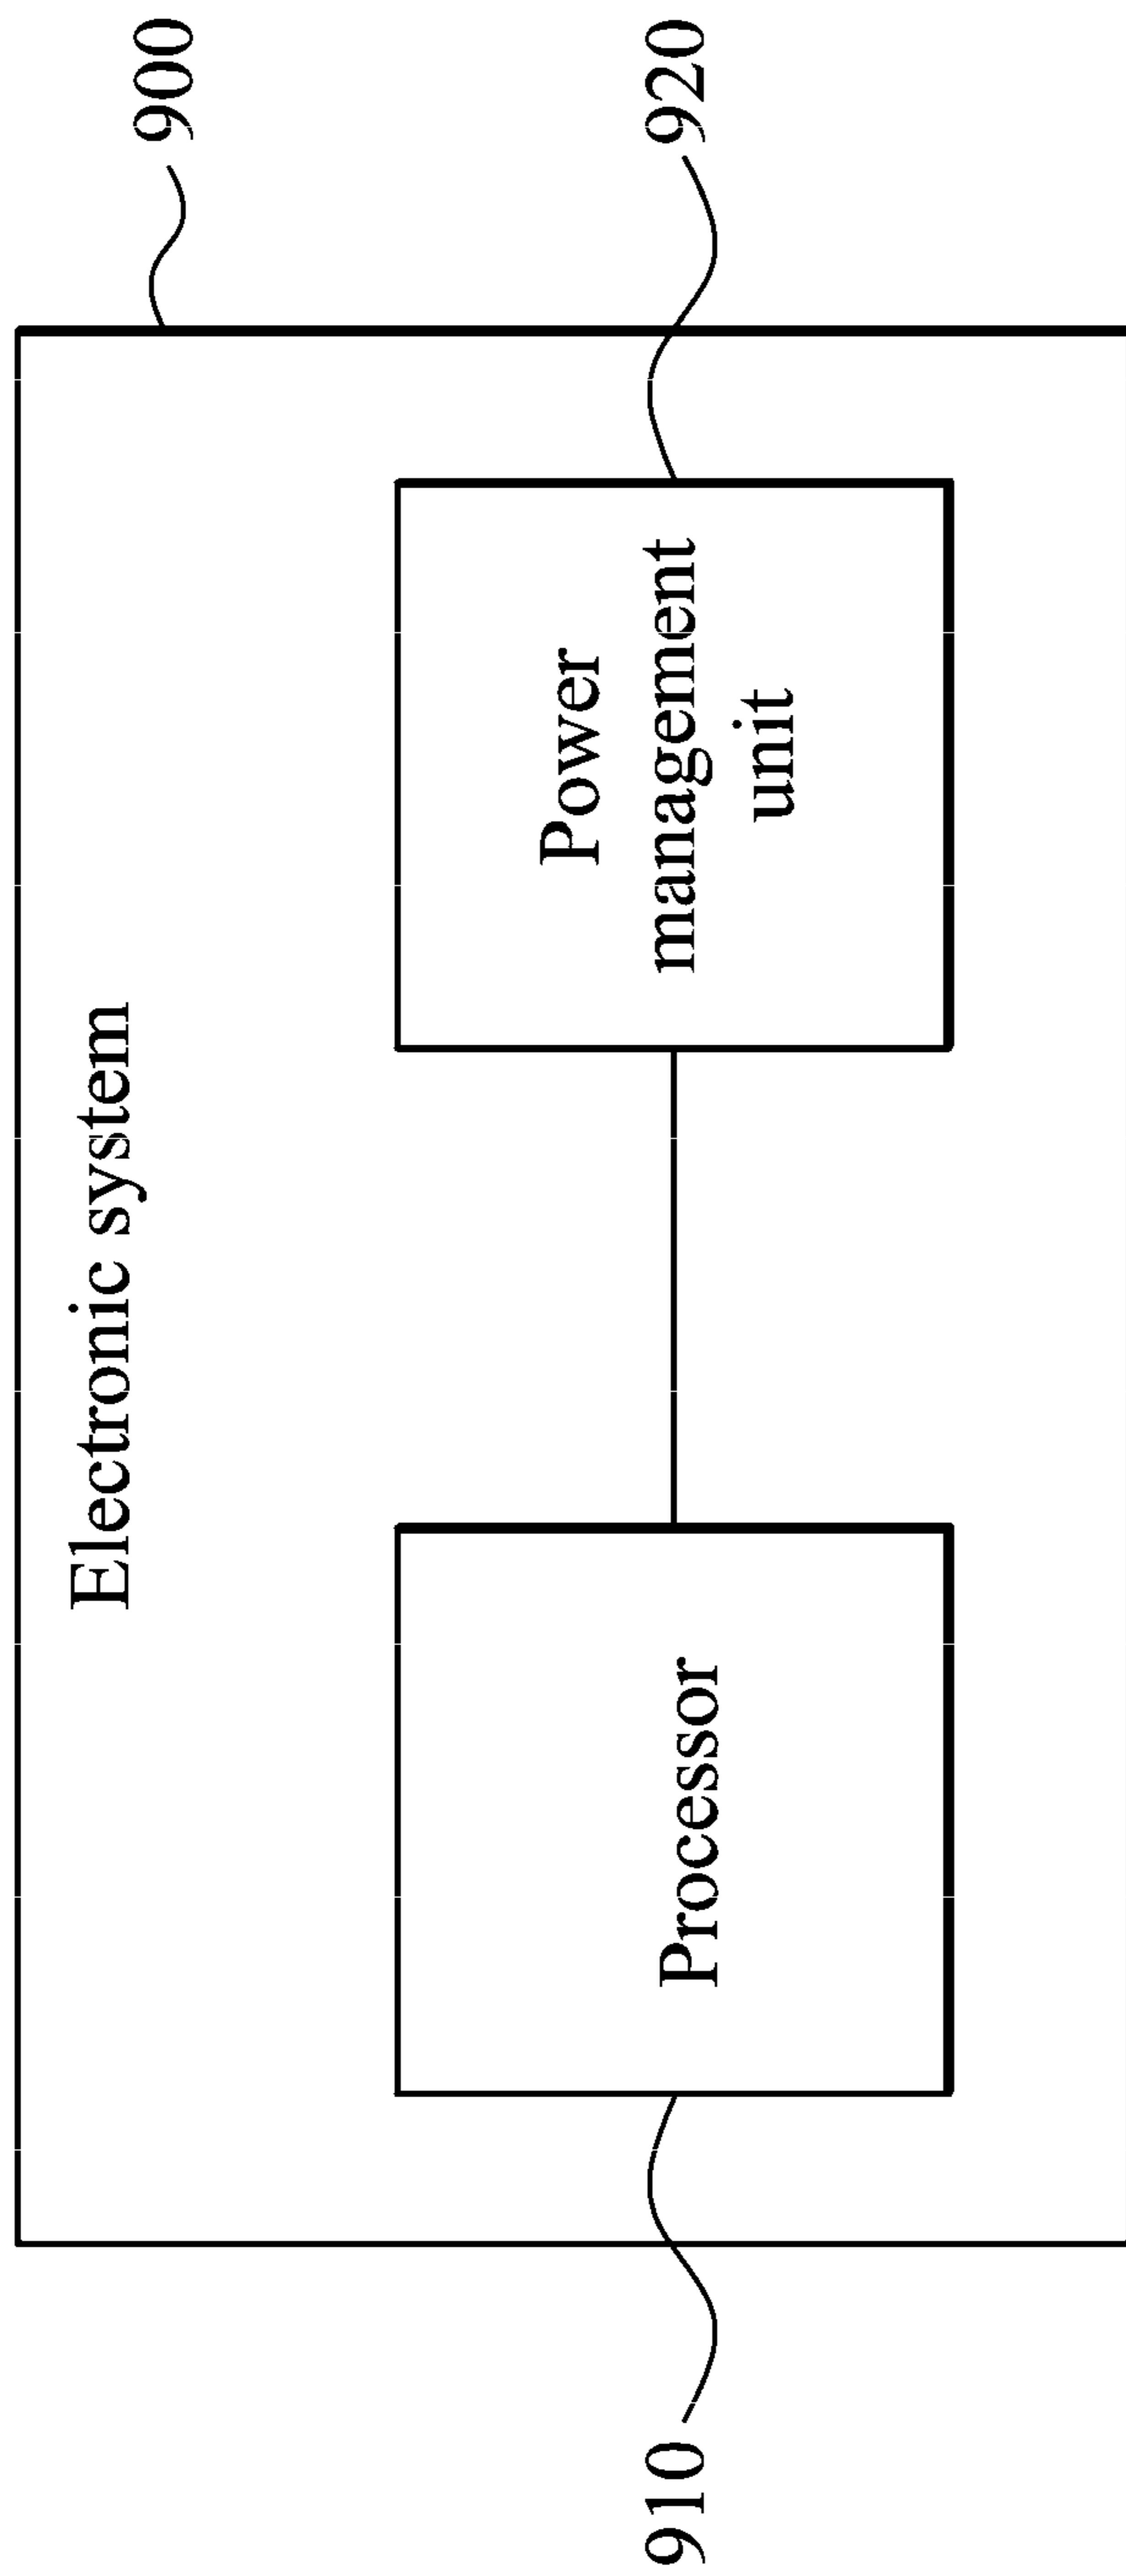 Electronic system
900
Processor
Power
management
unit
910
920